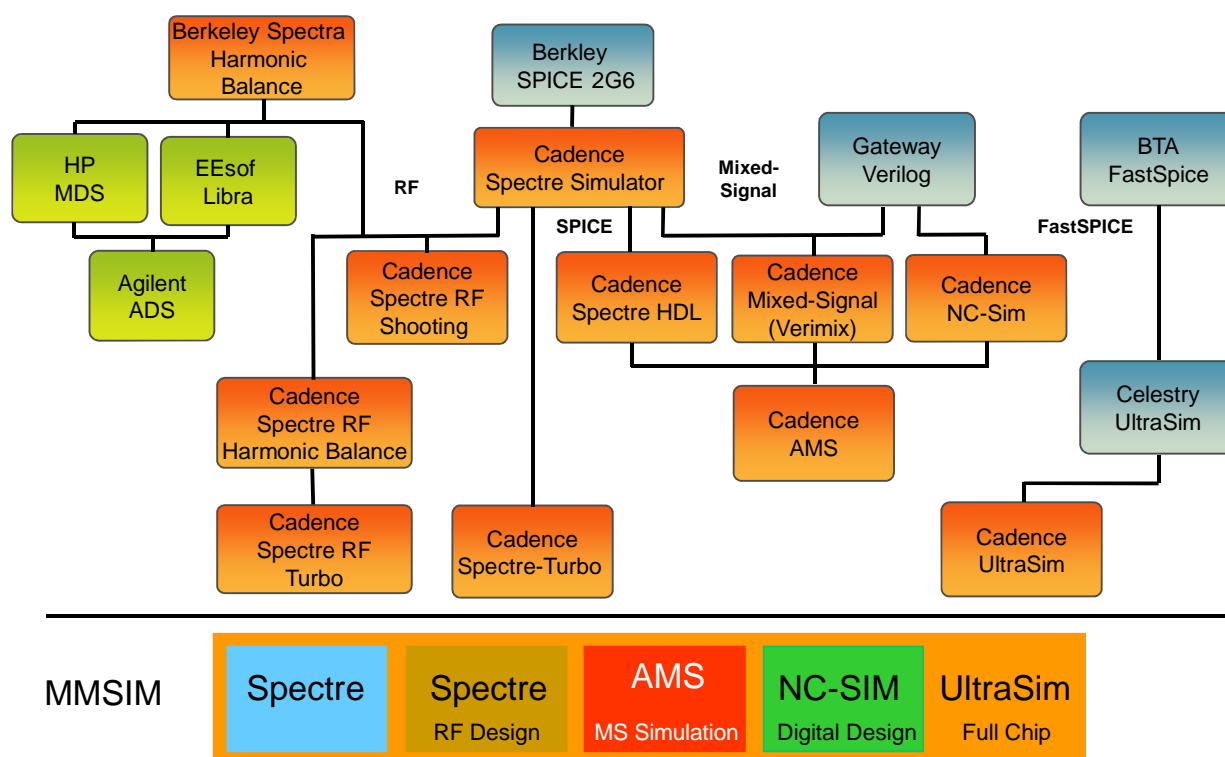 Berkeley Spectra
Harmonic
Balance
Berkley
SPICE 2G6
HP
MDS
EEsof
Libra
RF
Cadence
Spectre Simulator
Mixed-
Signal
Gateway
Verilog
BTA
FastSpice
SPICE
FastSPICE
Agilent
ADS
Cadence
Spectre RF
Shooting
Cadence
Spectre HDL
Cadence
Mixed-Signal
(Verimix)
Cadence
NC-Sim
Cadence
Spectre RF
Harmonic Balance
Cadence
AMS
Celestry
UltraSim
Cadence
Spectre RF
Turbo
Cadence
Spectre-Turbo
Cadence
UltraSim
MMSIM
Spectre
Spectre
RF Design
AMS
MS Simulation
NC-SIM
Digital Design
UltraSim
Full Chip